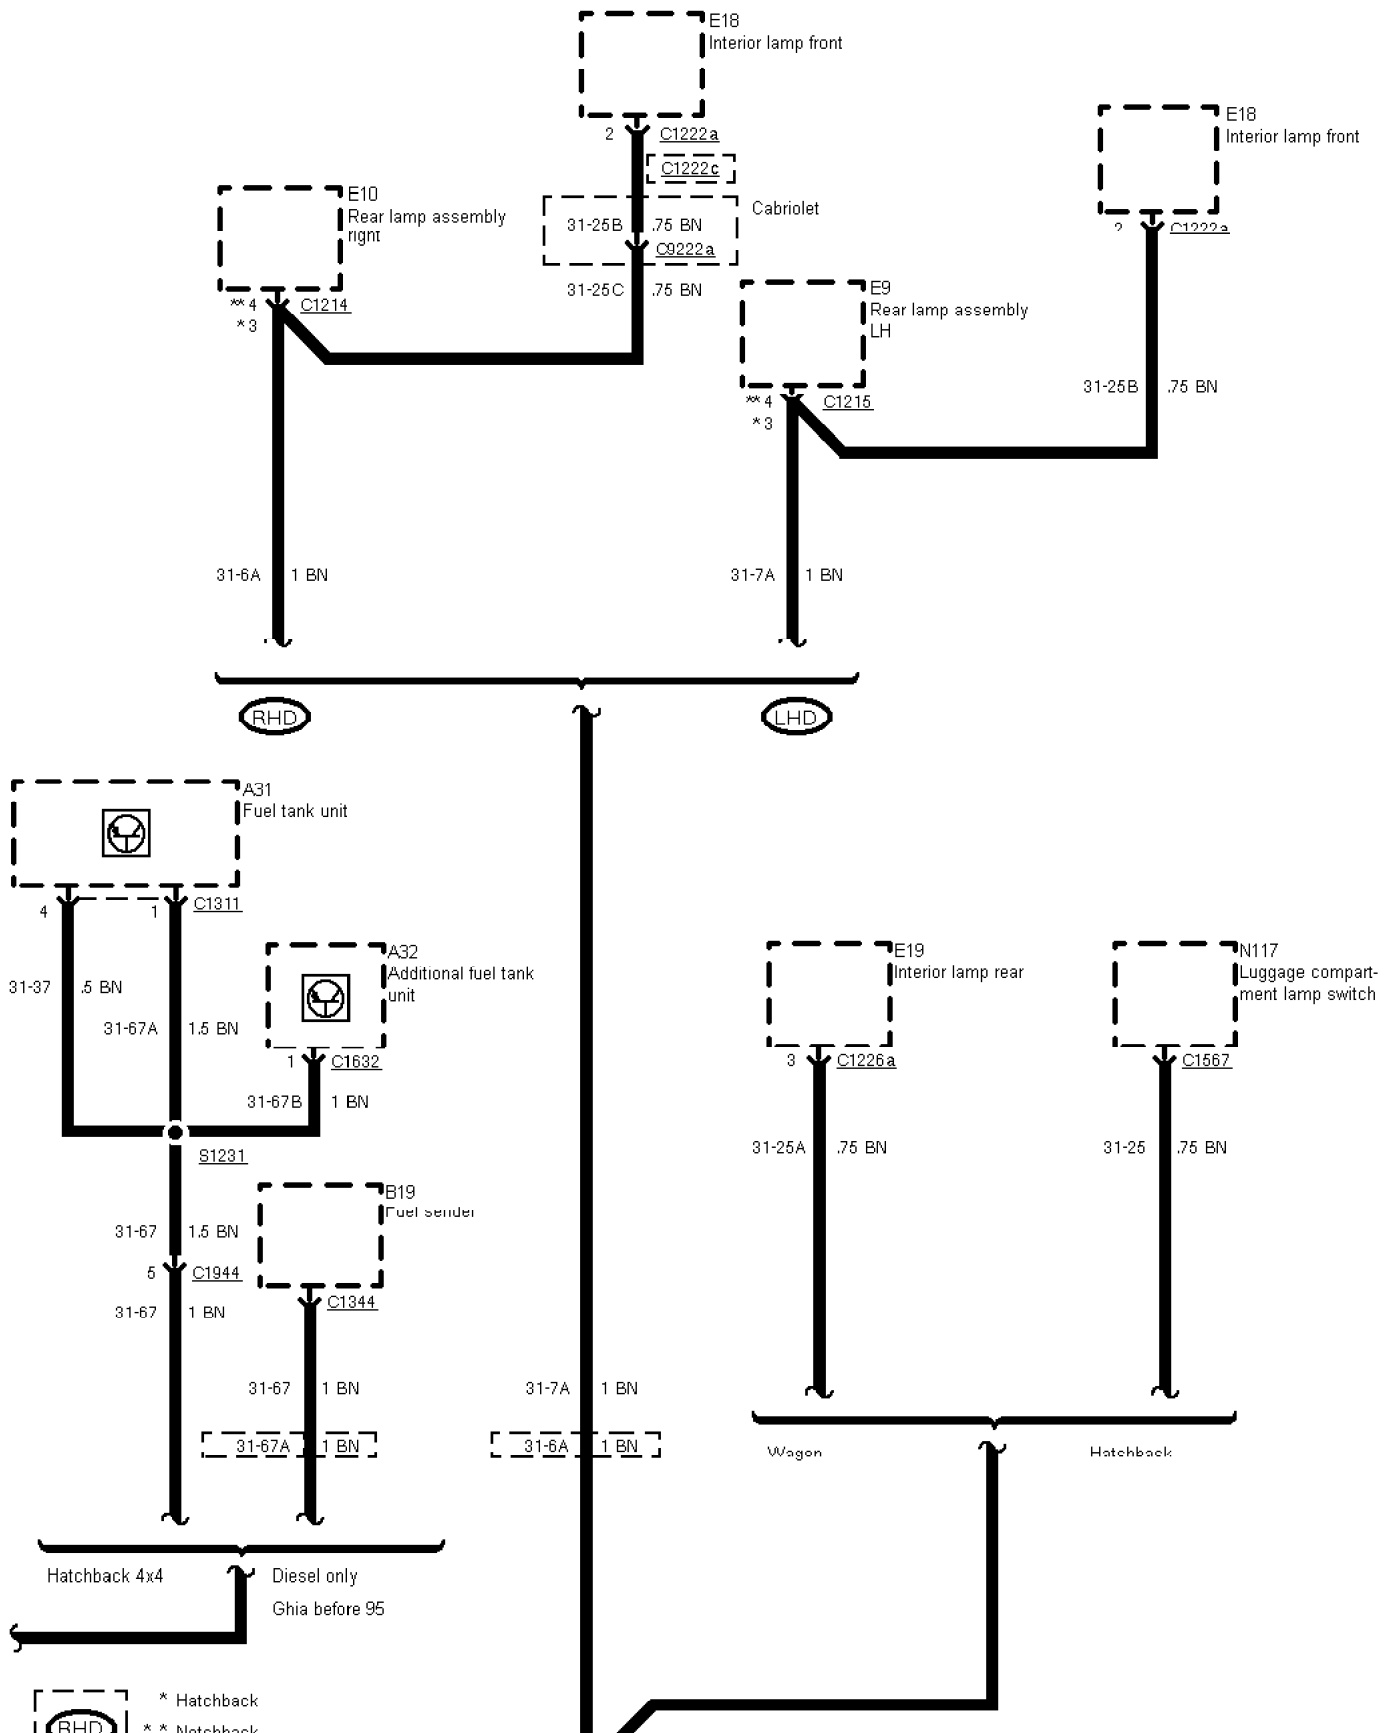 E18
Interior lamp front
2 C1222a
C1222c
Cabriolet
31-25B .75 BN
C9222a
31-25C .75 BN
E18
Interior lamp front
2 C1222a
31-25B .75 BN
E10
Rear lamp assembly
right
** 4 C1214
* 3
31-6A 1 BN
E9
Rear lamp assembly
LH
** 4 C1215
* 3
31-7A 1 BN
RHD
LHD
A31
Fuel tank unit
4 1 C1311
31-37 .5 BN
31-67A 1.5 BN
A32
Additional fuel tank
unit
1 C1632
31-67B 1 BN
S1231
31-67 1.5 BN
5 C1944
31-67 1 BN
B19
Fuel sender
C1344
31-67 1 BN
31-67A 1 BN
31-7A 1 BN
31-6A 1 BN
E19
Interior lamp rear
3 C1226a
31-25A .75 BN
N117
Luggage compart-
ment lamp switch
C1567
31-25 .75 BN
Wagon
Hatchback
Hatchback 4x4
Diesel only
Ghia before 95
RHD
* Hatchback
* * Notchback